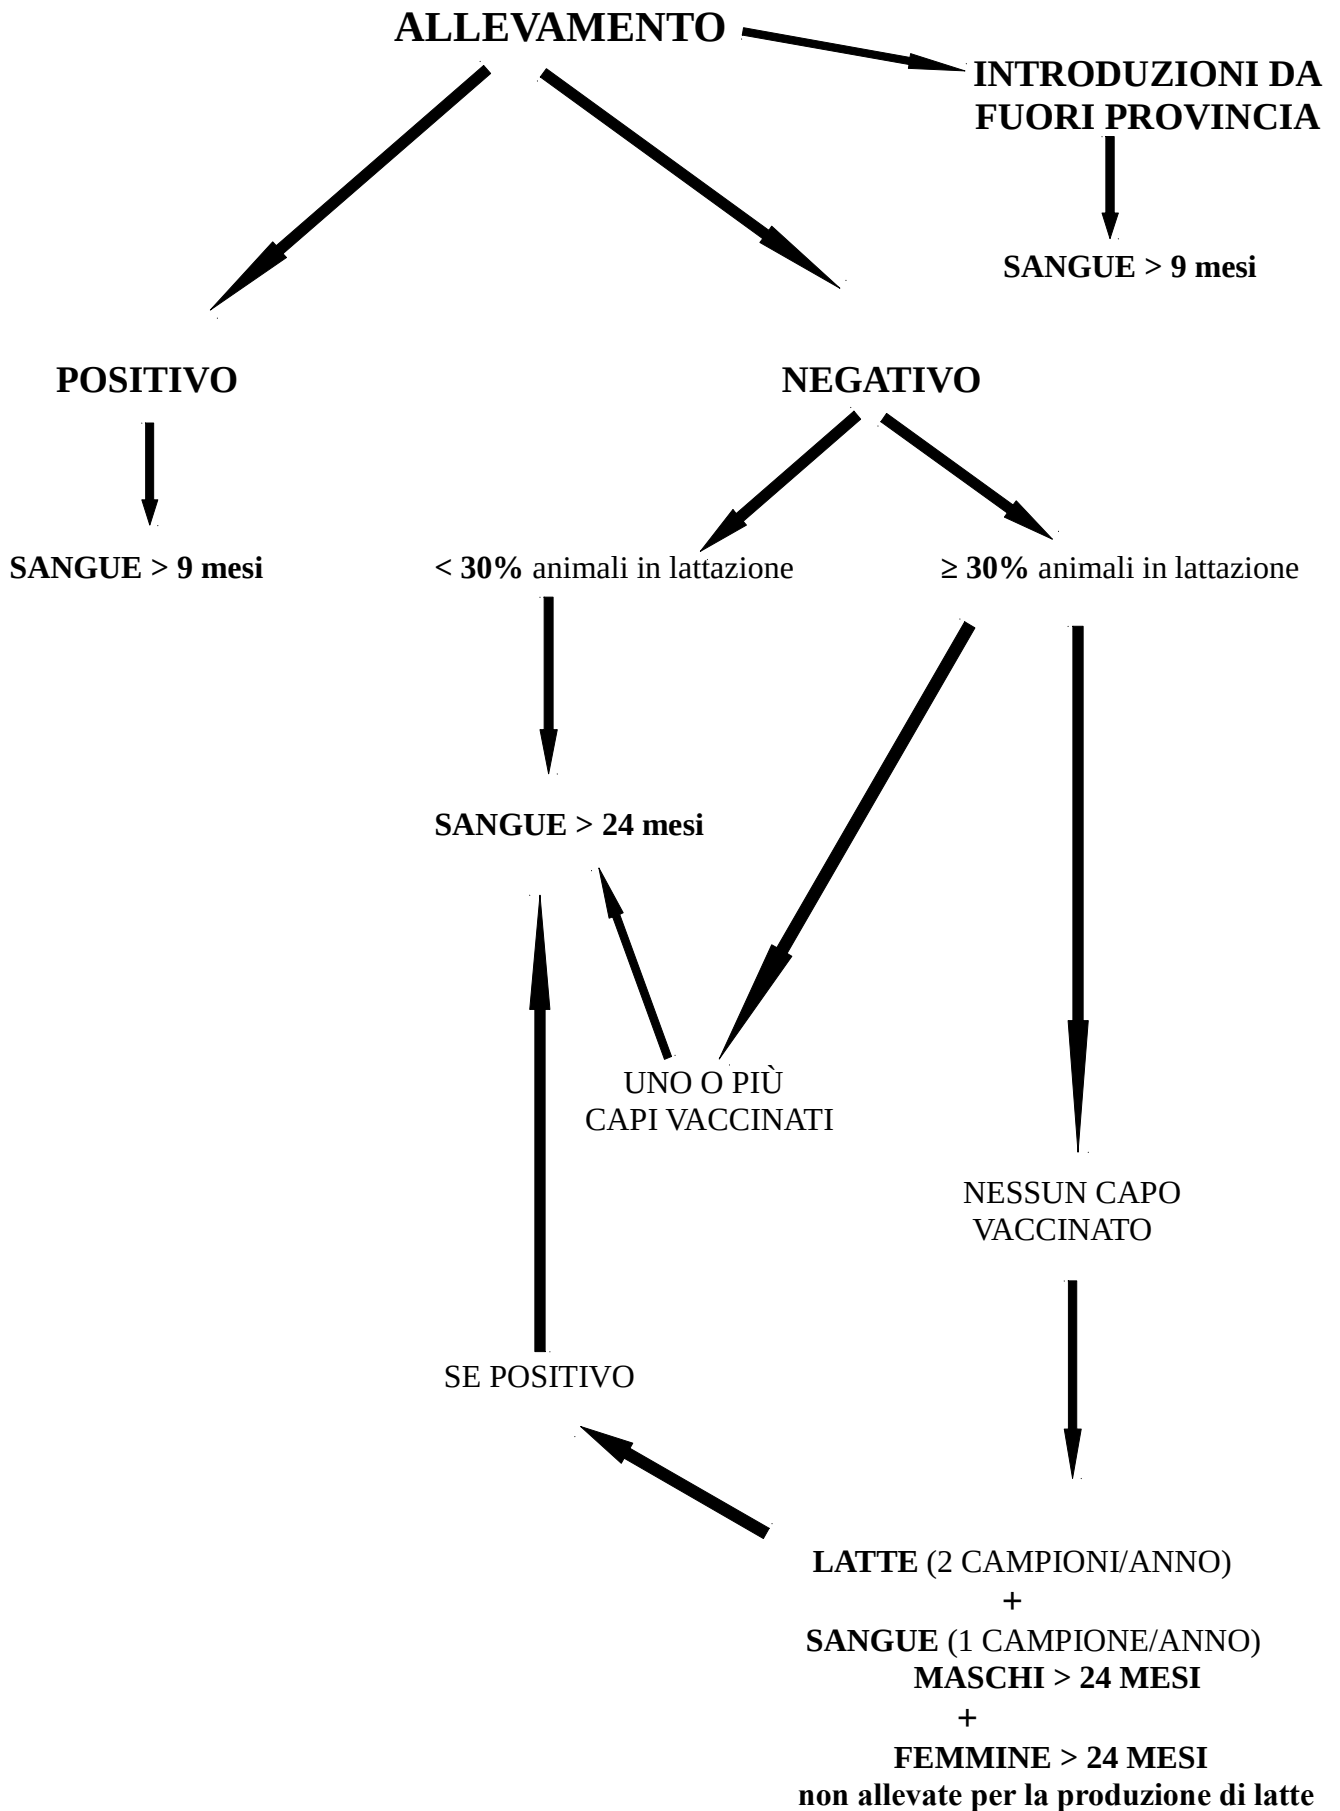 ALLEVAMENTO
INTRODUZIONI DA
FUORI PROVINCIA
SANGUE > 9 mesi
POSITIVO
NEGATIVO
SANGUE > 9 mesi
< 30% animali in lattazione
≥ 30% animali in lattazione
SANGUE > 24 mesi
UNO O PIÙ
CAPI VACCINATI
NESSUN CAPO
VACCINATO
SE POSITIVO
LATTE (2 CAMPIONI/ANNO)
+
SANGUE (1 CAMPIONE/ANNO)
MASCHI > 24 MESI
+
FEMMINE > 24 MESI
non allevate per la produzione di latte